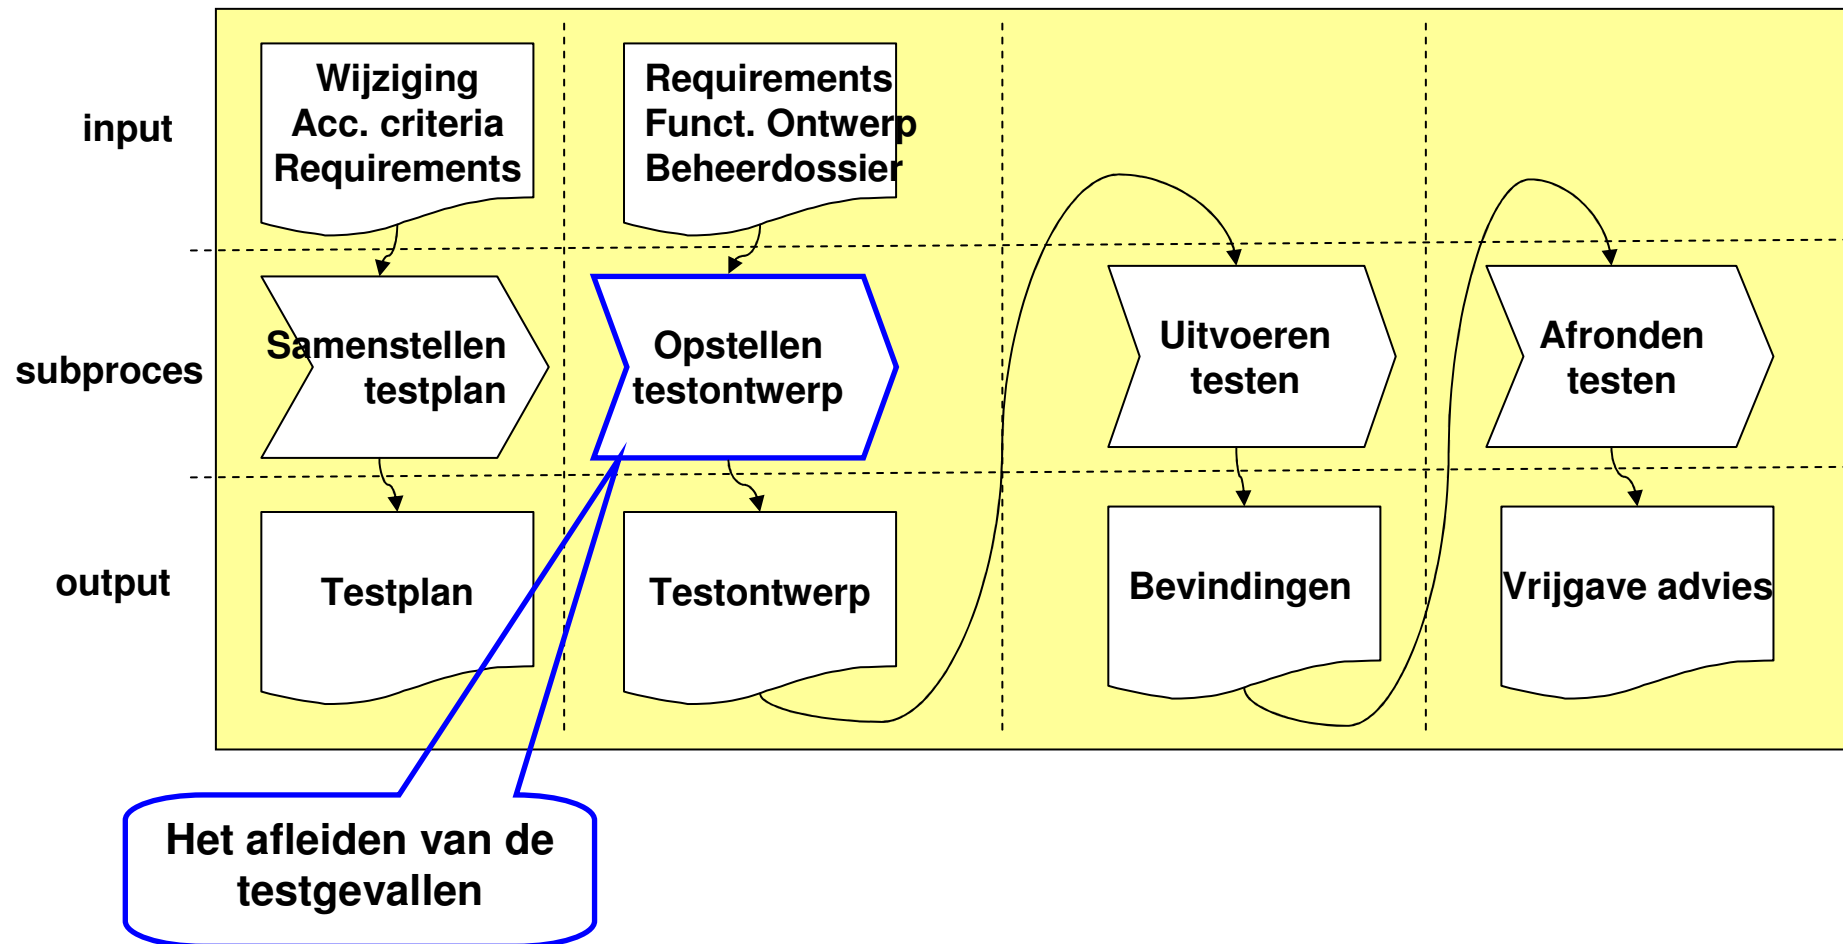 input
Wijziging
Acc. criteria
Requirements
Requirements
Funct. Ontwerp
Beheerdossier
subproces
Samenstellen
testplan
Opstellen
testontwerp
Uitvoeren
testen
Afronden
testen
output
Testplan
Testontwerp
Bevindingen
Vrijgave advies
Het afleiden van de
testgevallen